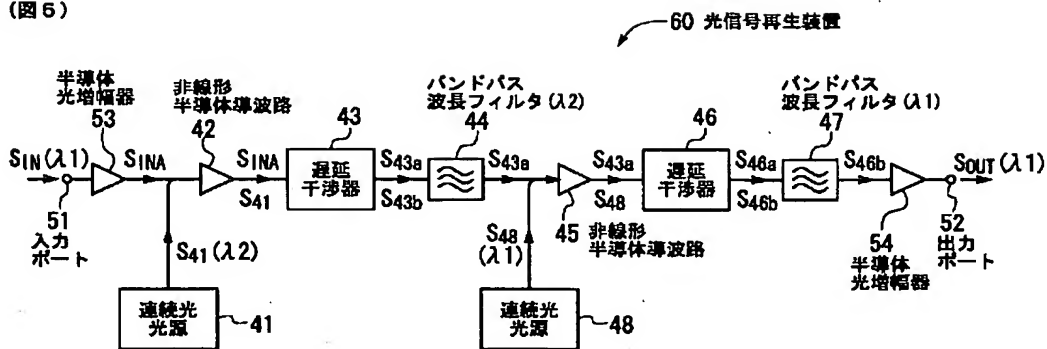 (図6)
60 光信号再生装置
半導体
光増幅器
53
非線形
半導体導波路
42
43
バンドパス
波長フィルタ(λ2)
44
46
バンドパス
波長フィルタ(λ1)
47
SIN(λ1)
SINA
SINA
S41
遅延
干渉器
S43a
S43b
S43a
S43a
S48
遅延
干渉器
S46a
S46b
S46b
SOUT(λ1)
51
入力
ポート
S41(λ2)
S48
(λ1)
45 非線形
半導体導波路
54
半導体
光増幅器
52
出力
ポート
連続光
光源
41
連続光
光源
48